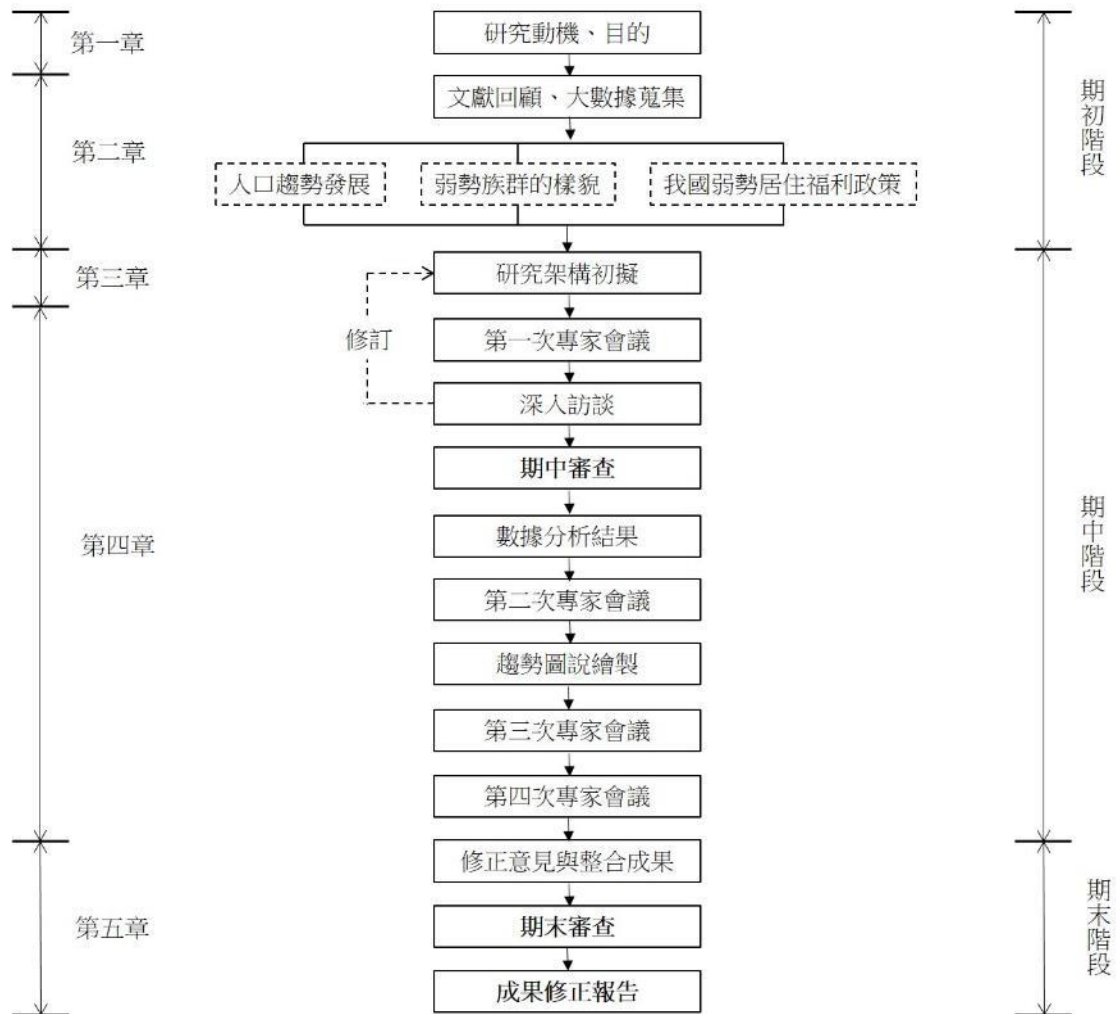 第一章
研究動機、目的
文獻回顧、大數據蒐集
第二章
期初階段
人口趨勢發展
弱勢族群的樣貌
我國弱勢居住福利政策
第三章
研究架構初擬
修訂
第一次專家會議
深入訪談
期中審查
第四章
數據分析結果
期中階段
第二次專家會議
趨勢圖說繪製
第三次專家會議
第四次專家會議
修正意見與整合成果
第五章
期末審查
期末階段
成果修正報告